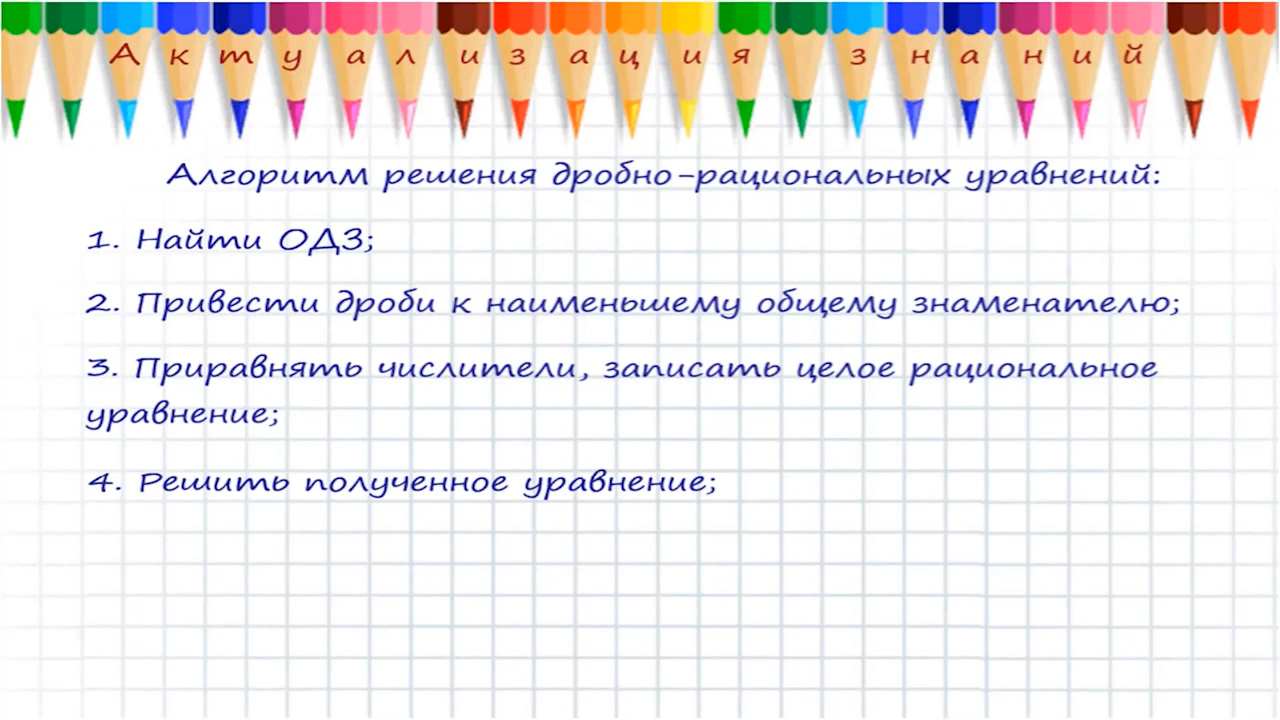 Актуализация знаний
Алгоритм решения дробно-рациональных уравнений:
1. Найти ОДЗ;
2. Привести дроби к наименьшему общему знаменателю;
3. Приравнять числители, записать целое рациональное
уравнение;
4. Решить полученное уравнение;